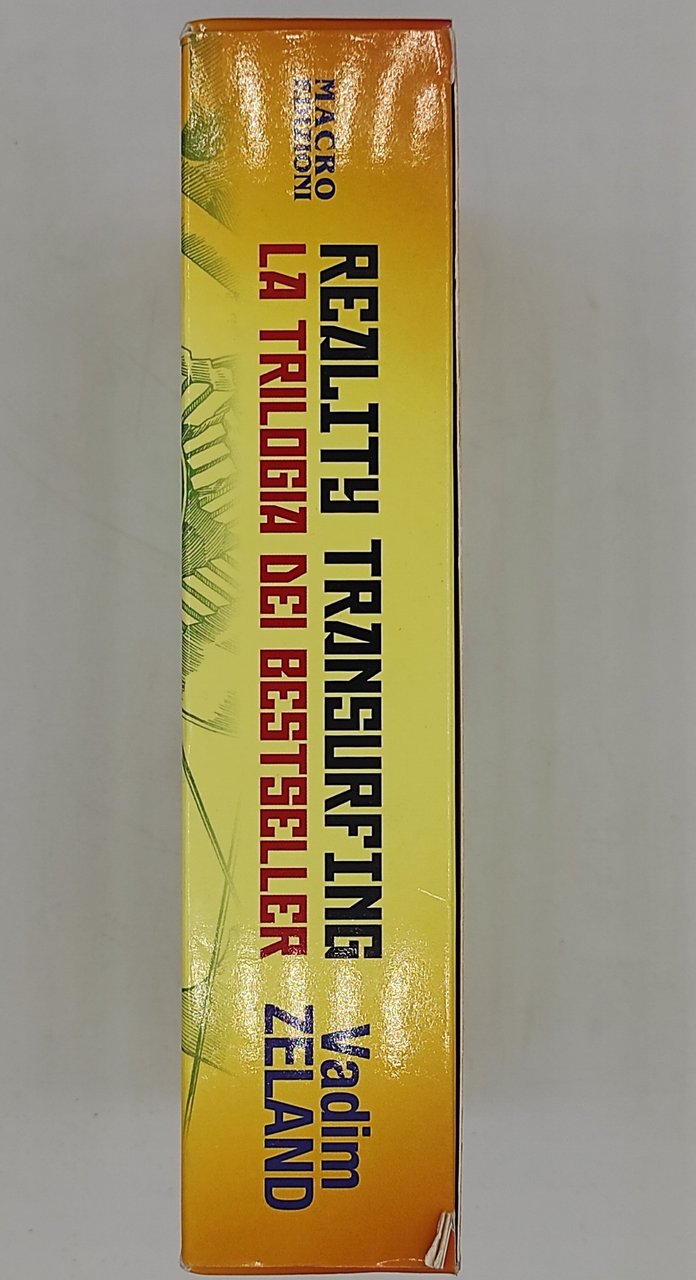 MACRO
EDIZIONI
REALITY TRANSURFING
LA TRILOGIA DEI BESTSELLER
Vadim
ZELAND